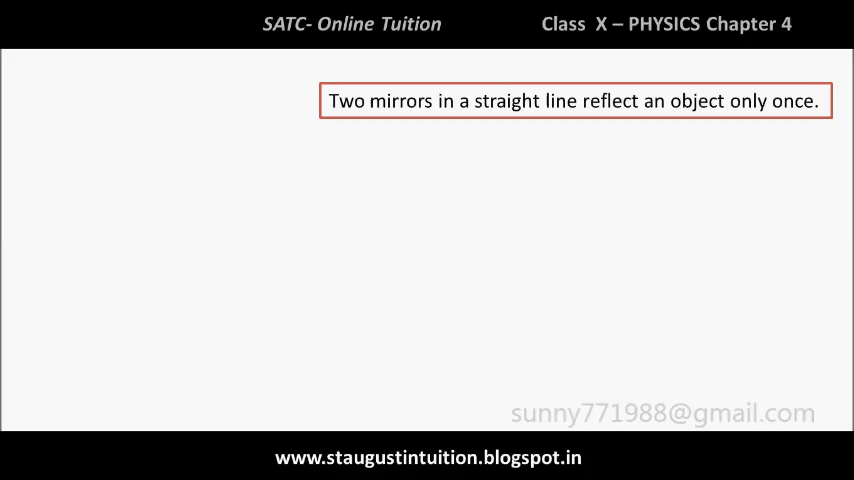 SATC- Online Tuition Class X – PHYSICS Chapter 4
Two mirrors in a straight line reflect an object only once.
sunny771988@gmail.com
www.staugustintuition.blogspot.in